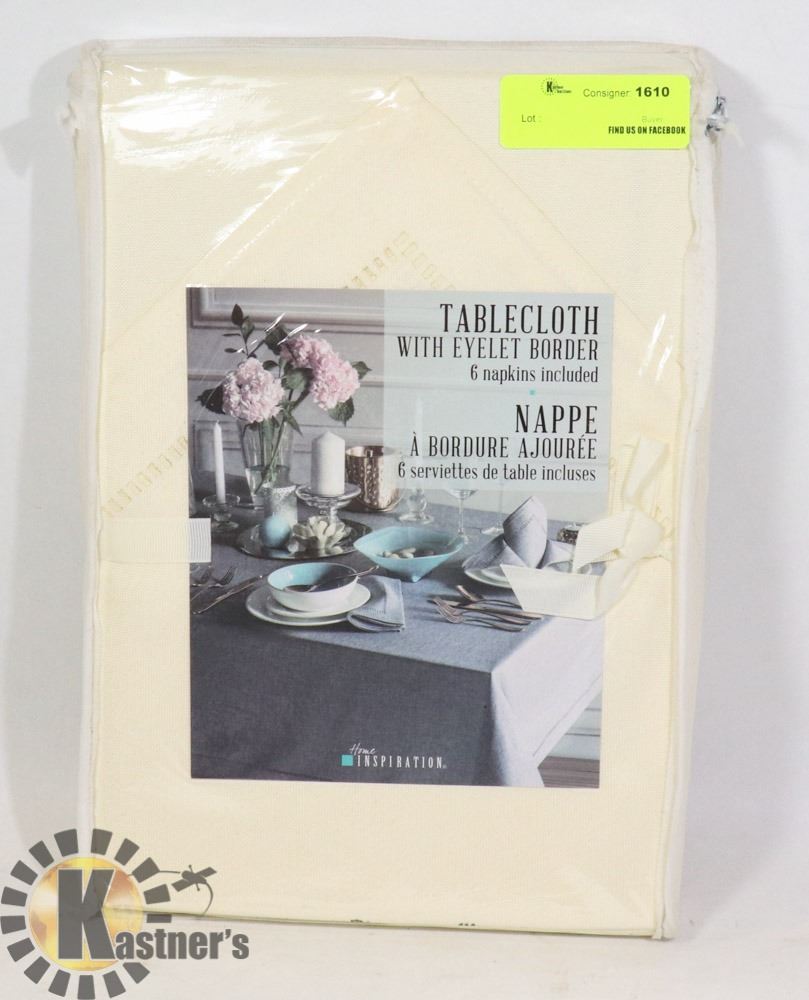 Consigner: 1610
Lot :
Buyer
FIND US ON FACEBOOK
TABLECLOTH
WITH EYELET BORDER
6 napkins included
NAPPE
À BORDURE AJOURÉE
6 serviettes de table incluses
Home
INSPIRATION
Kastner's